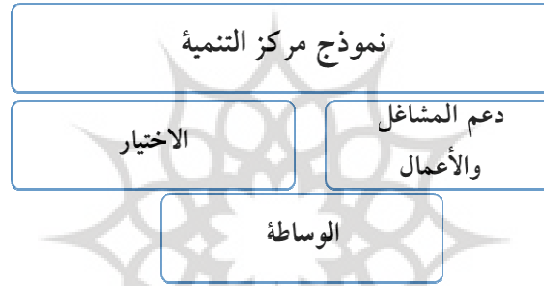 نموذج مركز التنمية
دعم المشاغل
والأعمال
الاختيار
الوساطة